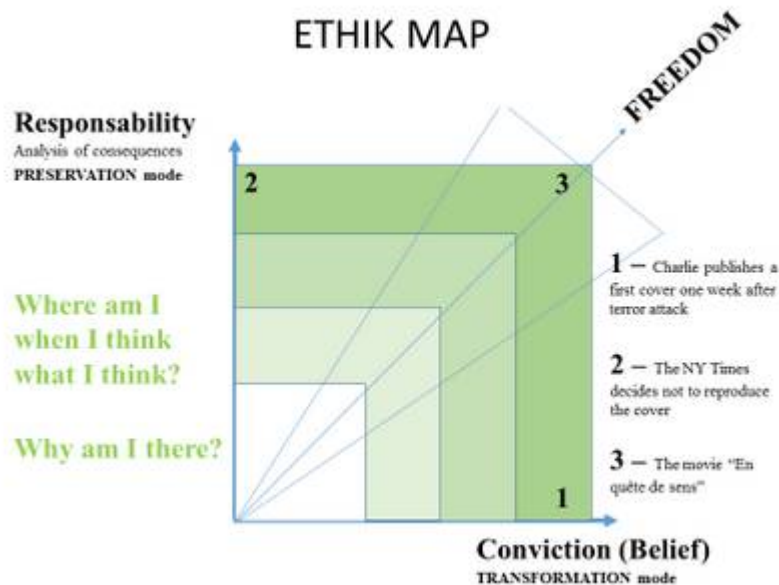 ETHIK MAP
FREEDOM
Responsability
Analysis of consequences
PRESERVATION mode
2
3
Where am I
when I think
what I think?
Why am I there?
1 – Charlie publishes a
first cover one week after
terror attack
2 – The NY Times
decides not to reproduce
the cover
3 – The movie "En
quête de sens"
1
Conviction (Belief)
TRANSFORMATION mode